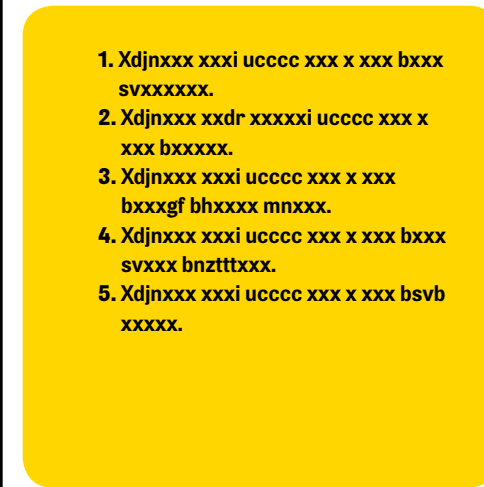 1. Xdjnxxx xxxi ucccc xxx x xxx bxxx
svxxxxxx.
2. Xdjnxxx xxdr xxxxxi ucccc xxx x
xxx bxxxxx.
3. Xdjnxxx xxxi ucccc xxx x xxx
bxxxgf bhxxxx mnxxx.
4. Xdjnxxx xxxi ucccc xxx x xxx bxxx
svxxx bnztttxxx.
5. Xdjnxxx xxxi ucccc xxx x xxx bsvb
xxxxx.